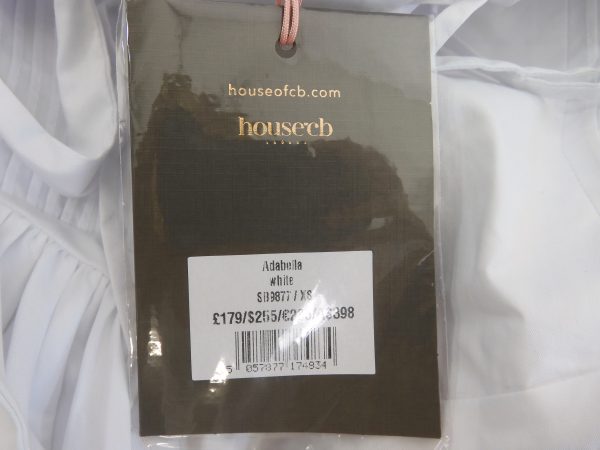 houseofcb.com
house of cb
Adabella
white
SB9877 / XS
£179/$255/
5 057877 174934